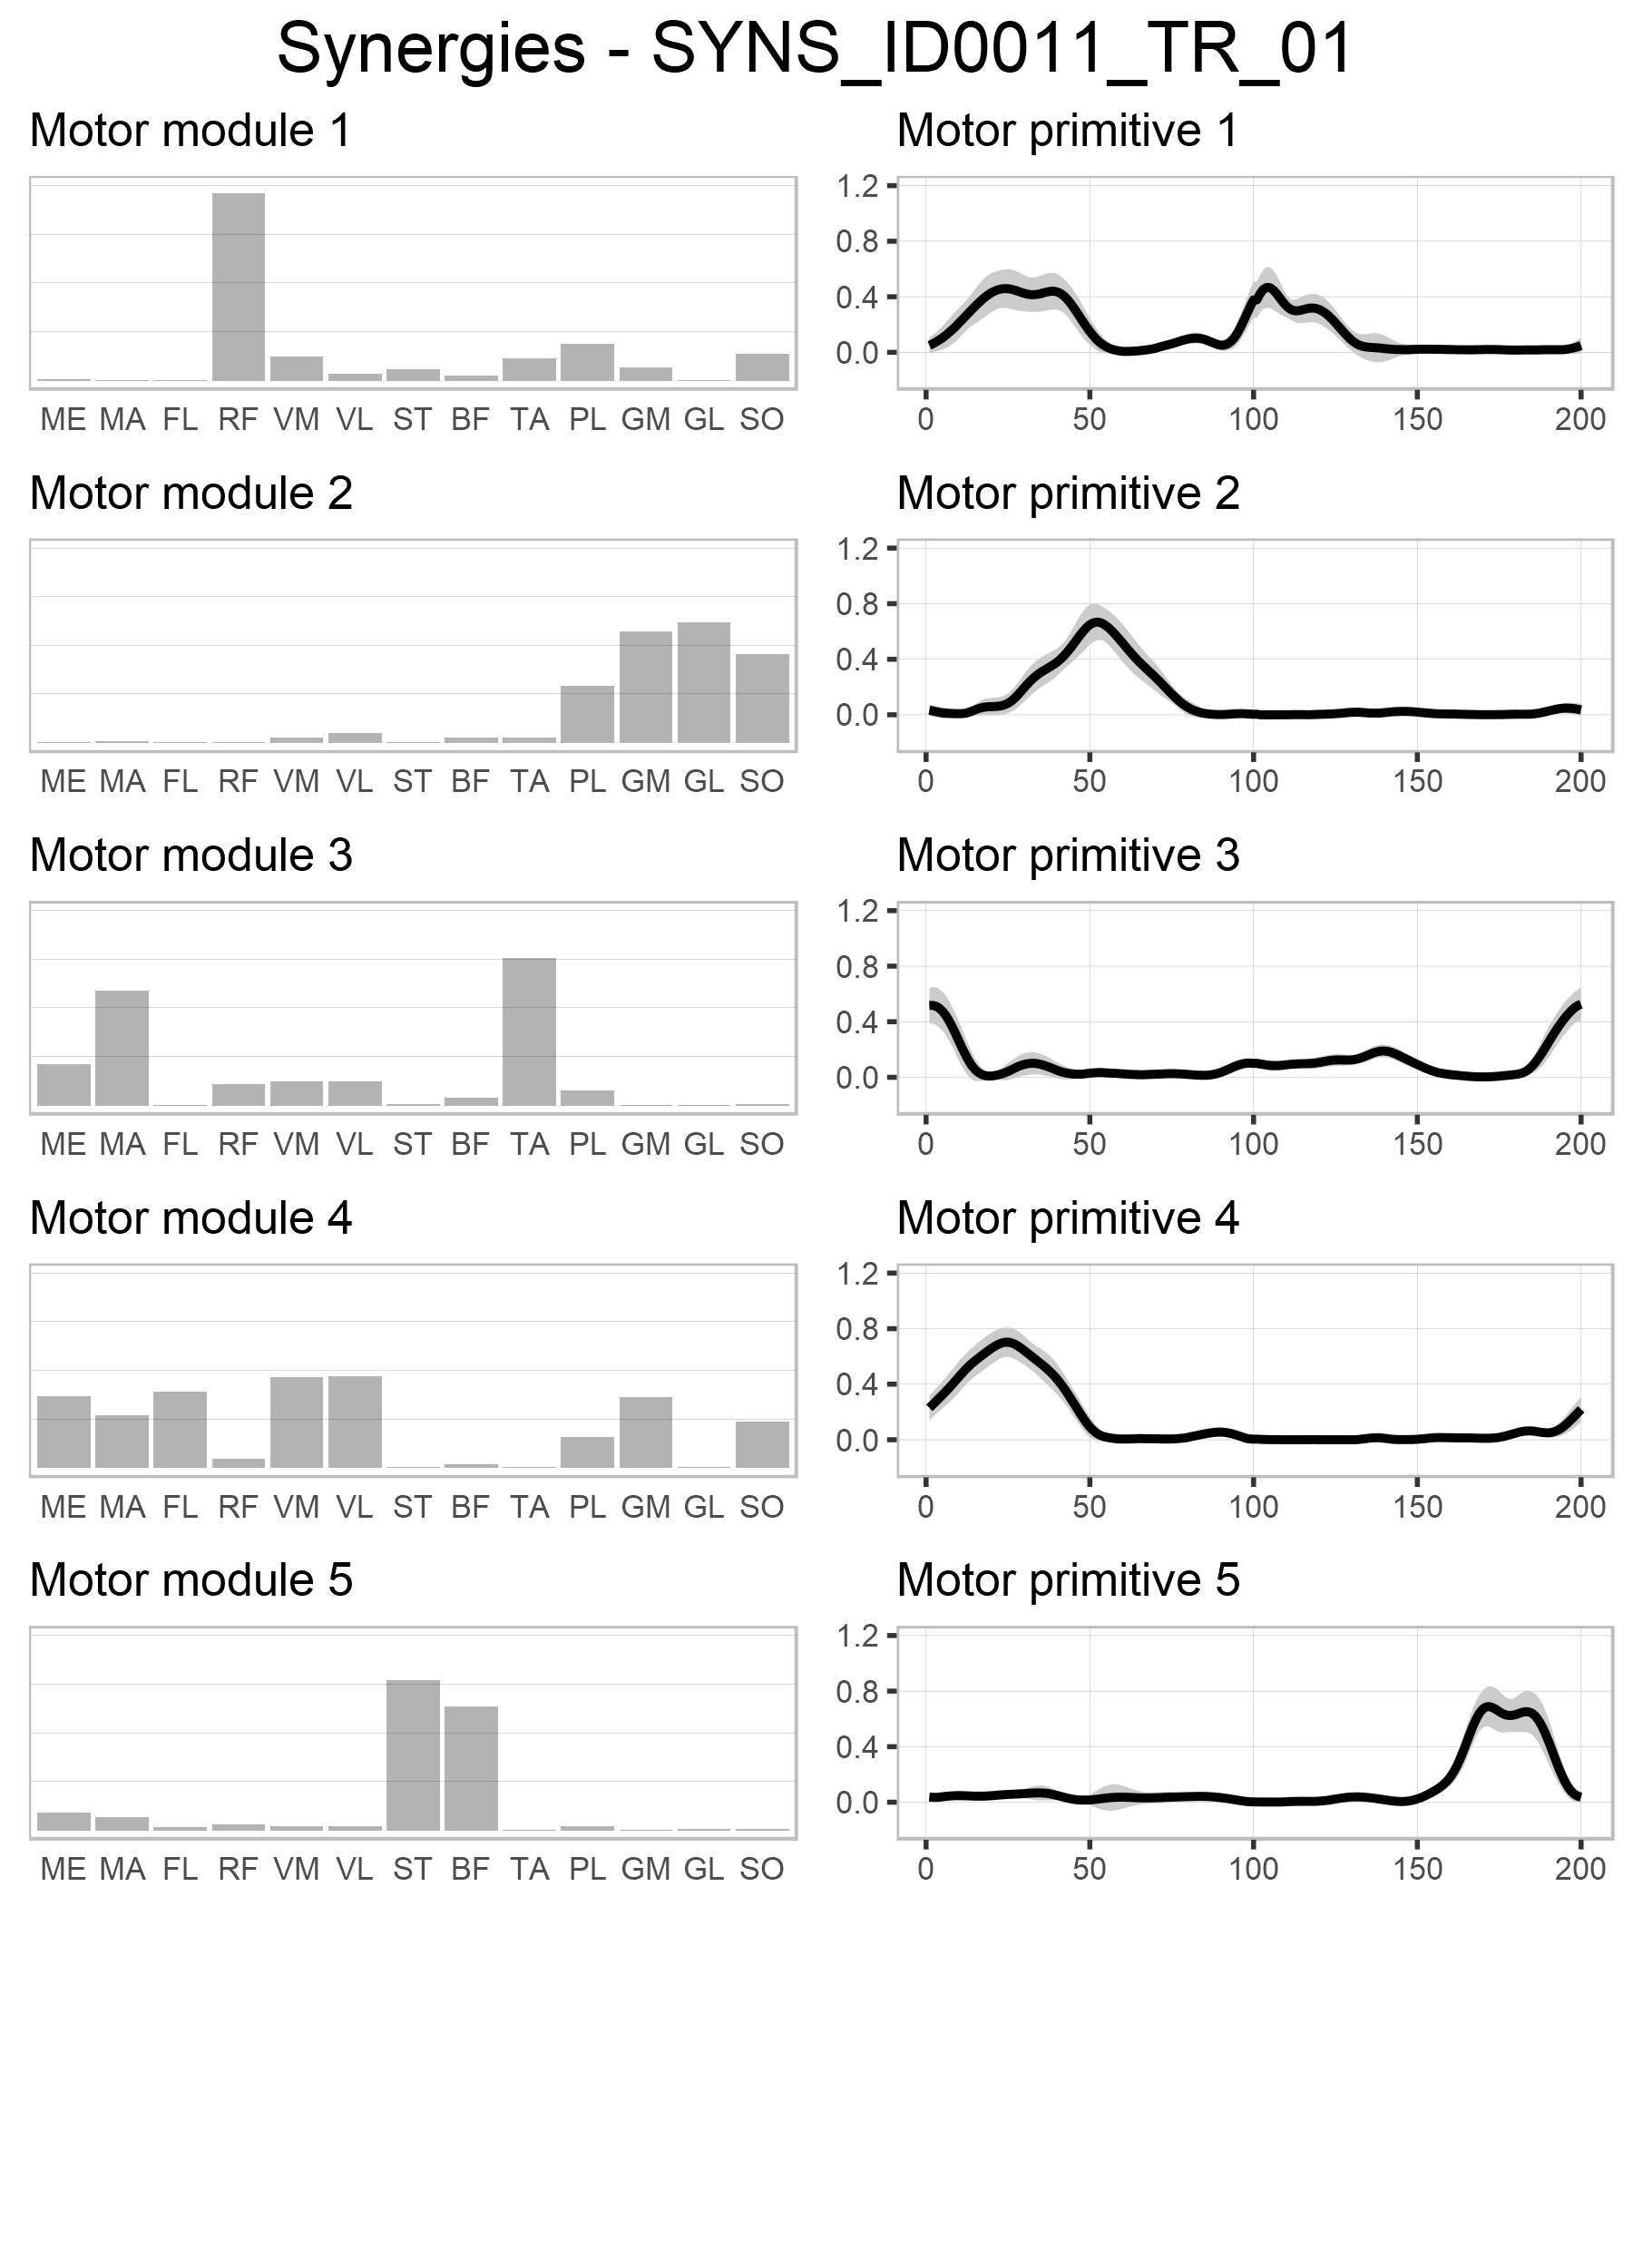 Synergies - SYNS_ID0011_TR_01
Motor module 1
Motor primitive 1
1.2
0.8
0.4
0.0
ME MA FL RF VM VL ST BF TA PL GM GL SO
0 50 100 150 200
Motor module 2
Motor primitive 2
1.2
0.8
0.4
0.0
ME MA FL RF VM VL ST BF TA PL GM GL SO
0 50 100 150 200
Motor module 3
Motor primitive 3
1.2
0.8
0.4
0.0
ME MA FL RF VM VL ST BF TA PL GM GL SO
0 50 100 150 200
Motor module 4
Motor primitive 4
1.2
0.8
0.4
0.0
ME MA FL RF VM VL ST BF TA PL GM GL SO
0 50 100 150 200
Motor module 5
Motor primitive 5
1.2
0.8
0.4
0.0
ME MA FL RF VM VL ST BF TA PL GM GL SO
0 50 100 150 200